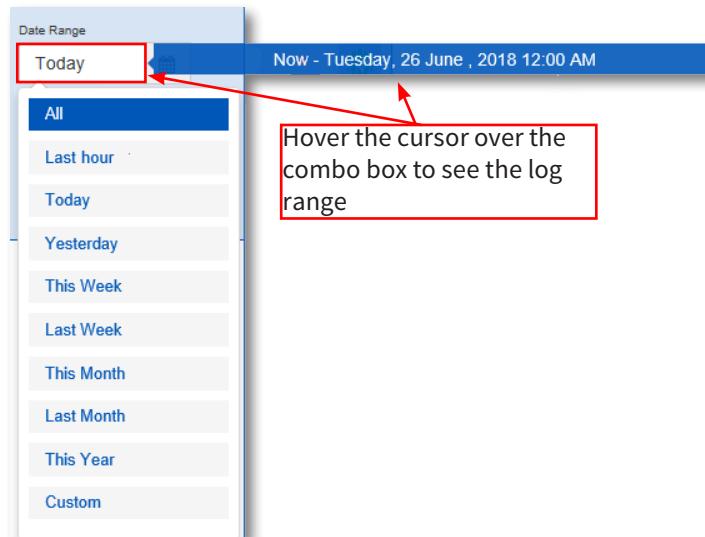 Date Range
Today
Now - Tuesday, 26 June , 2018 12:00 AM
All
Last hour
Today
Yesterday
This Week
Last Week
This Month
Last Month
This Year
Custom
Hover the cursor over the
combo box to see the log
range